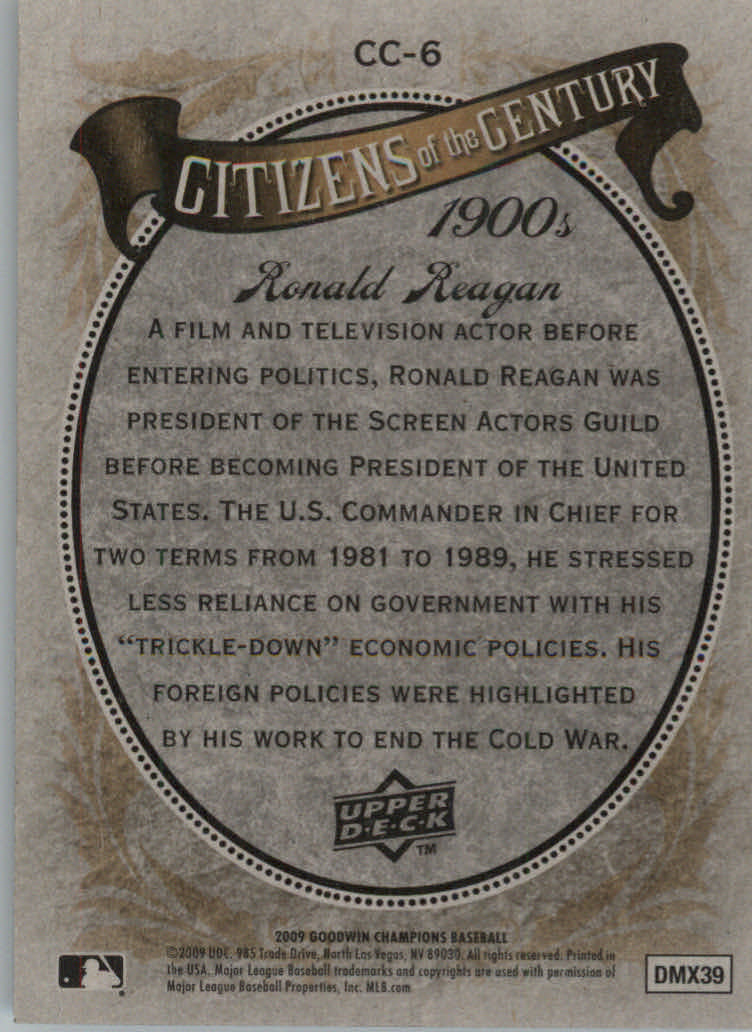 CC-6
CITIZENS of the CENTURY
1900s
Ronald Reagan
A FILM AND TELEVISION ACTOR BEFORE
ENTERING POLITICS, RONALD REAGAN WAS
PRESIDENT OF THE SCREEN ACTORS GUILD
BEFORE BECOMING PRESIDENT OF THE UNITED
STATES. THE U.S. COMMANDER IN CHIEF FOR
TWO TERMS FROM 1981 TO 1989, HE STRESSED
LESS RELIANCE ON GOVERNMENT WITH HIS
“TRICKLE-DOWN” ECONOMIC POLICIES. HIS
FOREIGN POLICIES WERE HIGHLIGHTED
BY HIS WORK TO END THE COLD WAR.
UPPER
D·E·C·K
TM
2009 GOODWIN CHAMPIONS BASEBALL
©2009 UDC. 985 Trade Drive, North Las Vegas, NV 89030. All rights reserved. Printed in
the USA. Major League Baseball trademarks and copyrights are used with permission of
Major League Baseball Properties, Inc. MLB.com
DMX39